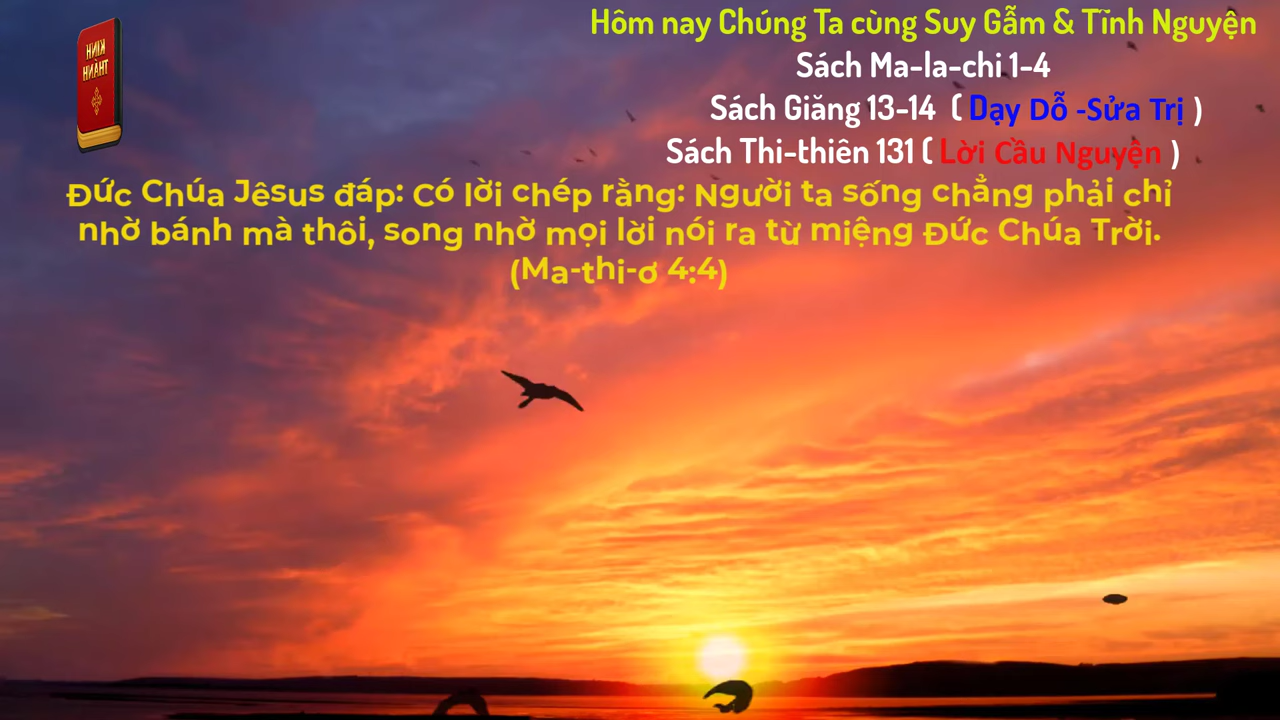 KINH
THÁNH
Hôm nay Chúng Ta cùng Suy Gẫm & Tĩnh Nguyện
Sách Ma-la-chi 1-4
Sách Giăng 13-14 ( Dạy Dỗ -Sửa Trị )
Sách Thi-thiên 131 ( Lời Cầu Nguyện )
Đức Chúa Jêsus đáp: Có lời chép rằng: Người ta sống chẳng phải chỉ
nhờ bánh mà thôi, song nhờ mọi lời nói ra từ miệng Đức Chúa Trời.
(Ma-thi-ơ 4:4)